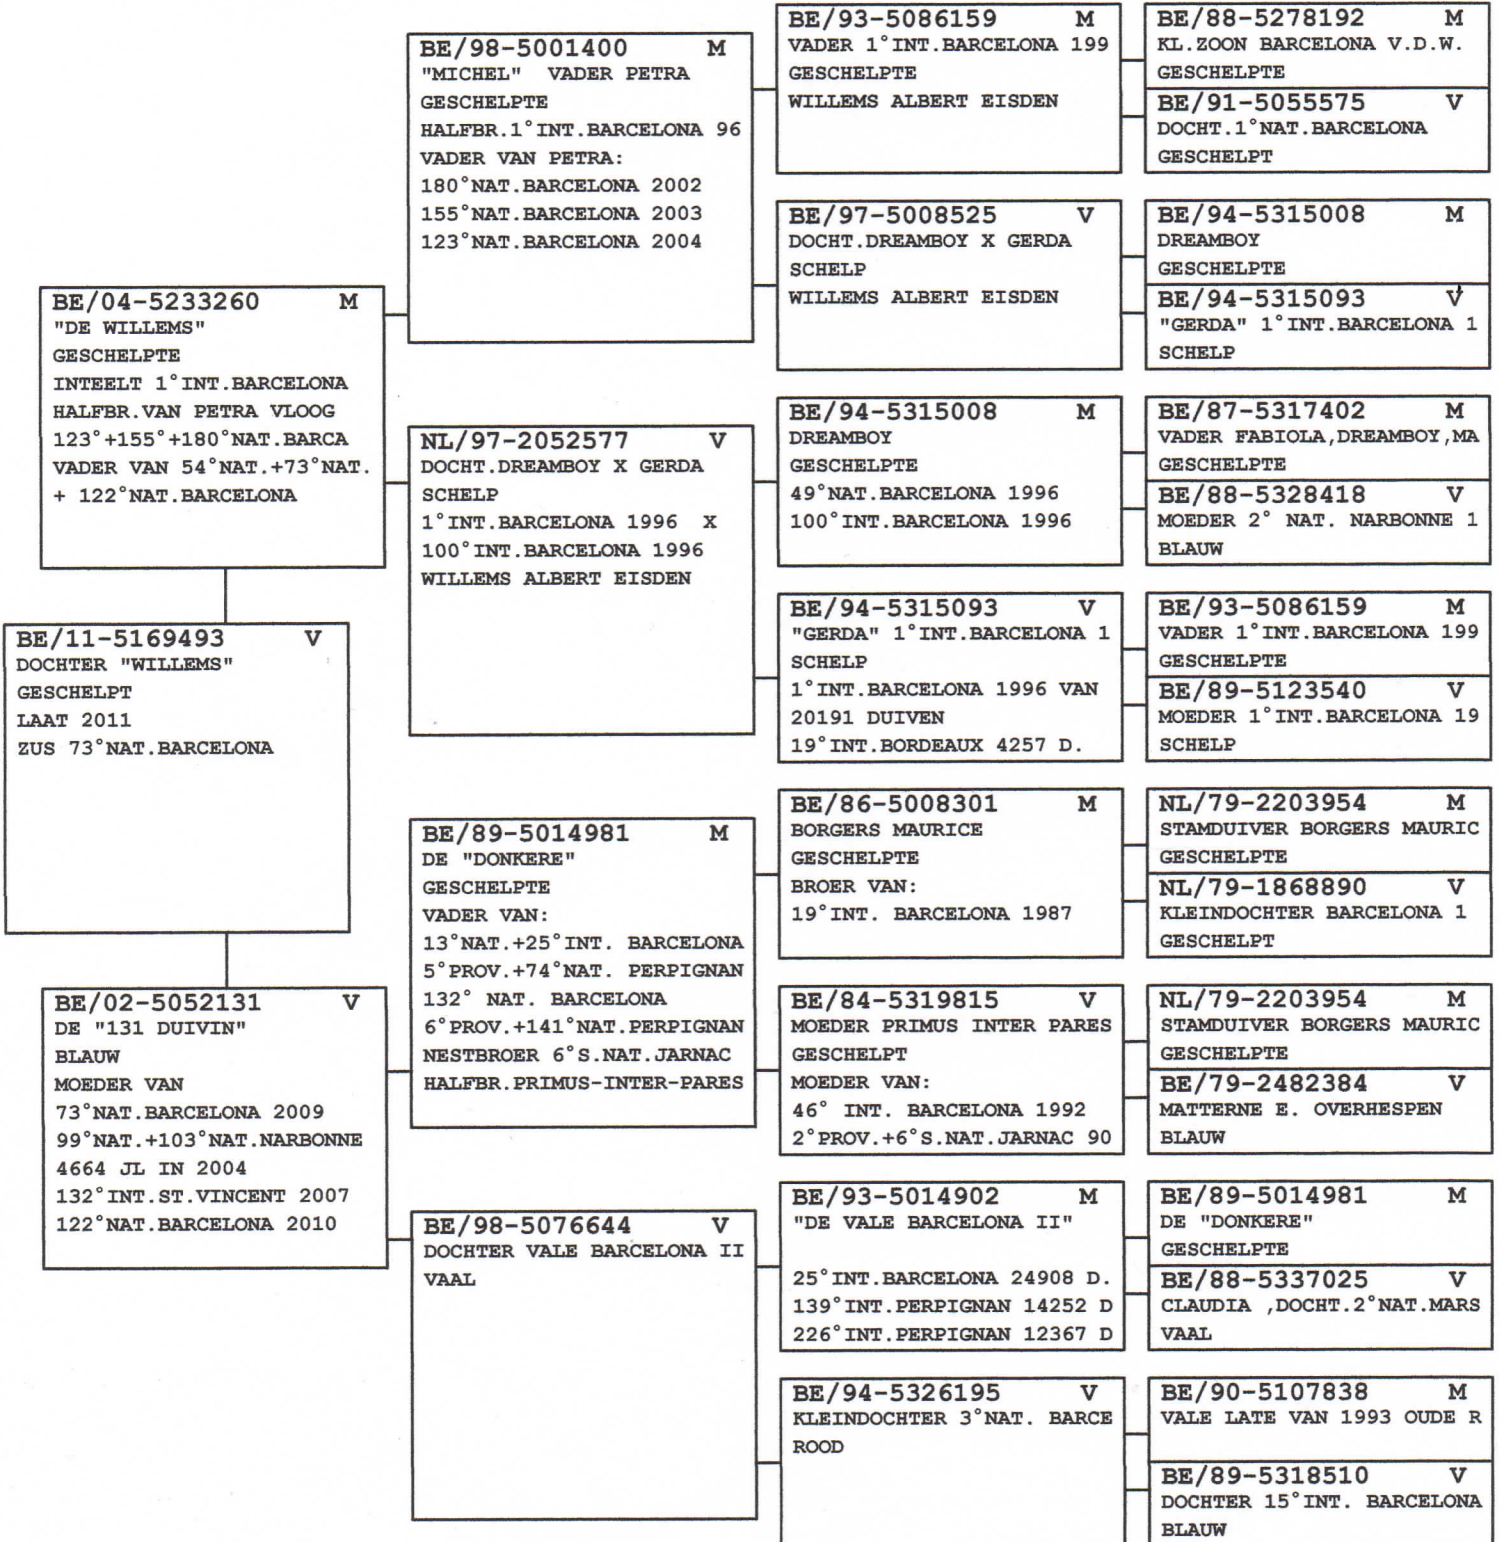 BE/11-5169493 V
DOCHTER "WILLEMS"
GESCHELPT
LAAT 2011
ZUS 73°NAT.BARCELONA
BE/04-5233260 M
"DE WILLEMS"
GESCHELPTE
INTEELT 1°INT.BARCELONA
HALFBR.VAN PETRA VLOOG
123°+155°+180°NAT.BARCA
VADER VAN 54°NAT.+73°NAT.
+ 122°NAT.BARCELONA
BE/02-5052131 V
DE "131 DUIVIN"
BLAUW
MOEDER VAN
73°NAT.BARCELONA 2009
99°NAT.+103°NAT.NARBONNE
4664 JL IN 2004
132°INT.ST.VINCENT 2007
122°NAT.BARCELONA 2010
BE/98-5001400 M
"MICHEL" VADER PETRA
GESCHELPTE
HALFBR.1°INT.BARCELONA 96
VADER VAN PETRA:
180°NAT.BARCELONA 2002
155°NAT.BARCELONA 2003
123°NAT.BARCELONA 2004
NL/97-2052577 V
DOCHT.DREAMBOY X GERDA
SCHELP
1°INT.BARCELONA 1996 X
100°INT.BARCELONA 1996
WILLEMS ALBERT EISDEN
BE/89-5014981 M
DE "DONKERE"
GESCHELPTE
VADER VAN:
13°NAT.+25°INT. BARCELONA
5°PROV.+74°NAT. PERPIGNAN
132° NAT. BARCELONA
6°PROV.+141°NAT.PERPIGNAN
NESTBROER 6°S.NAT.JARNAC
HALFBR.PRIMUS-INTER-PARES
BE/98-5076644 V
DOCHTER VALE BARCELONA II
VAAL
BE/93-5086159 M
VADER 1°INT.BARCELONA 199
GESCHELPTE
WILLEMS ALBERT EISDEN
BE/97-5008525 V
DOCHT.DREAMBOY X GERDA
SCHELP
WILLEMS ALBERT EISDEN
BE/94-5315008 M
DREAMBOY
GESCHELPTE
49°NAT.BARCELONA 1996
100°INT.BARCELONA 1996
BE/94-5315093 V
"GERDA" 1°INT.BARCELONA 1
SCHELP
1°INT.BARCELONA 1996 VAN
20191 DUIVEN
19°INT.BORDEAUX 4257 D.
BE/86-5008301 M
BORGERS MAURICE
GESCHELPTE
BROER VAN:
19°INT. BARCELONA 1987
BE/84-5319815 V
MOEDER PRIMUS INTER PARES
GESCHELPT
MOEDER VAN:
46° INT. BARCELONA 1992
2°PROV.+6°S.NAT.JARNAC 90
BE/93-5014902 M
"DE VALE BARCELONA II"
25°INT.BARCELONA 24908 D.
139°INT.PERPIGNAN 14252 D
226°INT.PERPIGNAN 12367 D
BE/94-5326195 V
KLEINDOCHTER 3°NAT. BARCE
ROOD
BE/88-5278192 M
KL.ZOON BARCELONA V.D.W.
GESCHELPTE
BE/91-5055575 V
DOCHT.1°NAT.BARCELONA
GESCHELPT
BE/94-5315008 M
DREAMBOY
GESCHELPTE
BE/94-5315093 V
"GERDA" 1°INT.BARCELONA 1
SCHELP
BE/87-5317402 M
VADER FABIOLA,DREAMBOY,MA
GESCHELPTE
BE/88-5328418 V
MOEDER 2° NAT. NARBONNE 1
BLAUW
BE/93-5086159 M
VADER 1°INT.BARCELONA 199
GESCHELPTE
BE/89-5123540 V
MOEDER 1°INT.BARCELONA 19
SCHELP
NL/79-2203954 M
STAMDUIVER BORGERS MAURIC
GESCHELPTE
NL/79-1868890 V
KLEINDOCHTER BARCELONA 1
GESCHELPT
NL/79-2203954 M
STAMDUIVER BORGERS MAURIC
GESCHELPTE
BE/79-2482384 V
MATTERNE E. OVERHESPEN
BLAUW
BE/89-5014981 M
DE "DONKERE"
GESCHELPTE
BE/88-5337025 V
CLAUDIA ,DOCHT.2°NAT.MARS
VAAL
BE/90-5107838 M
VALE LATE VAN 1993 OUDE R
BE/89-5318510 V
DOCHTER 15°INT. BARCELONA
BLAUW